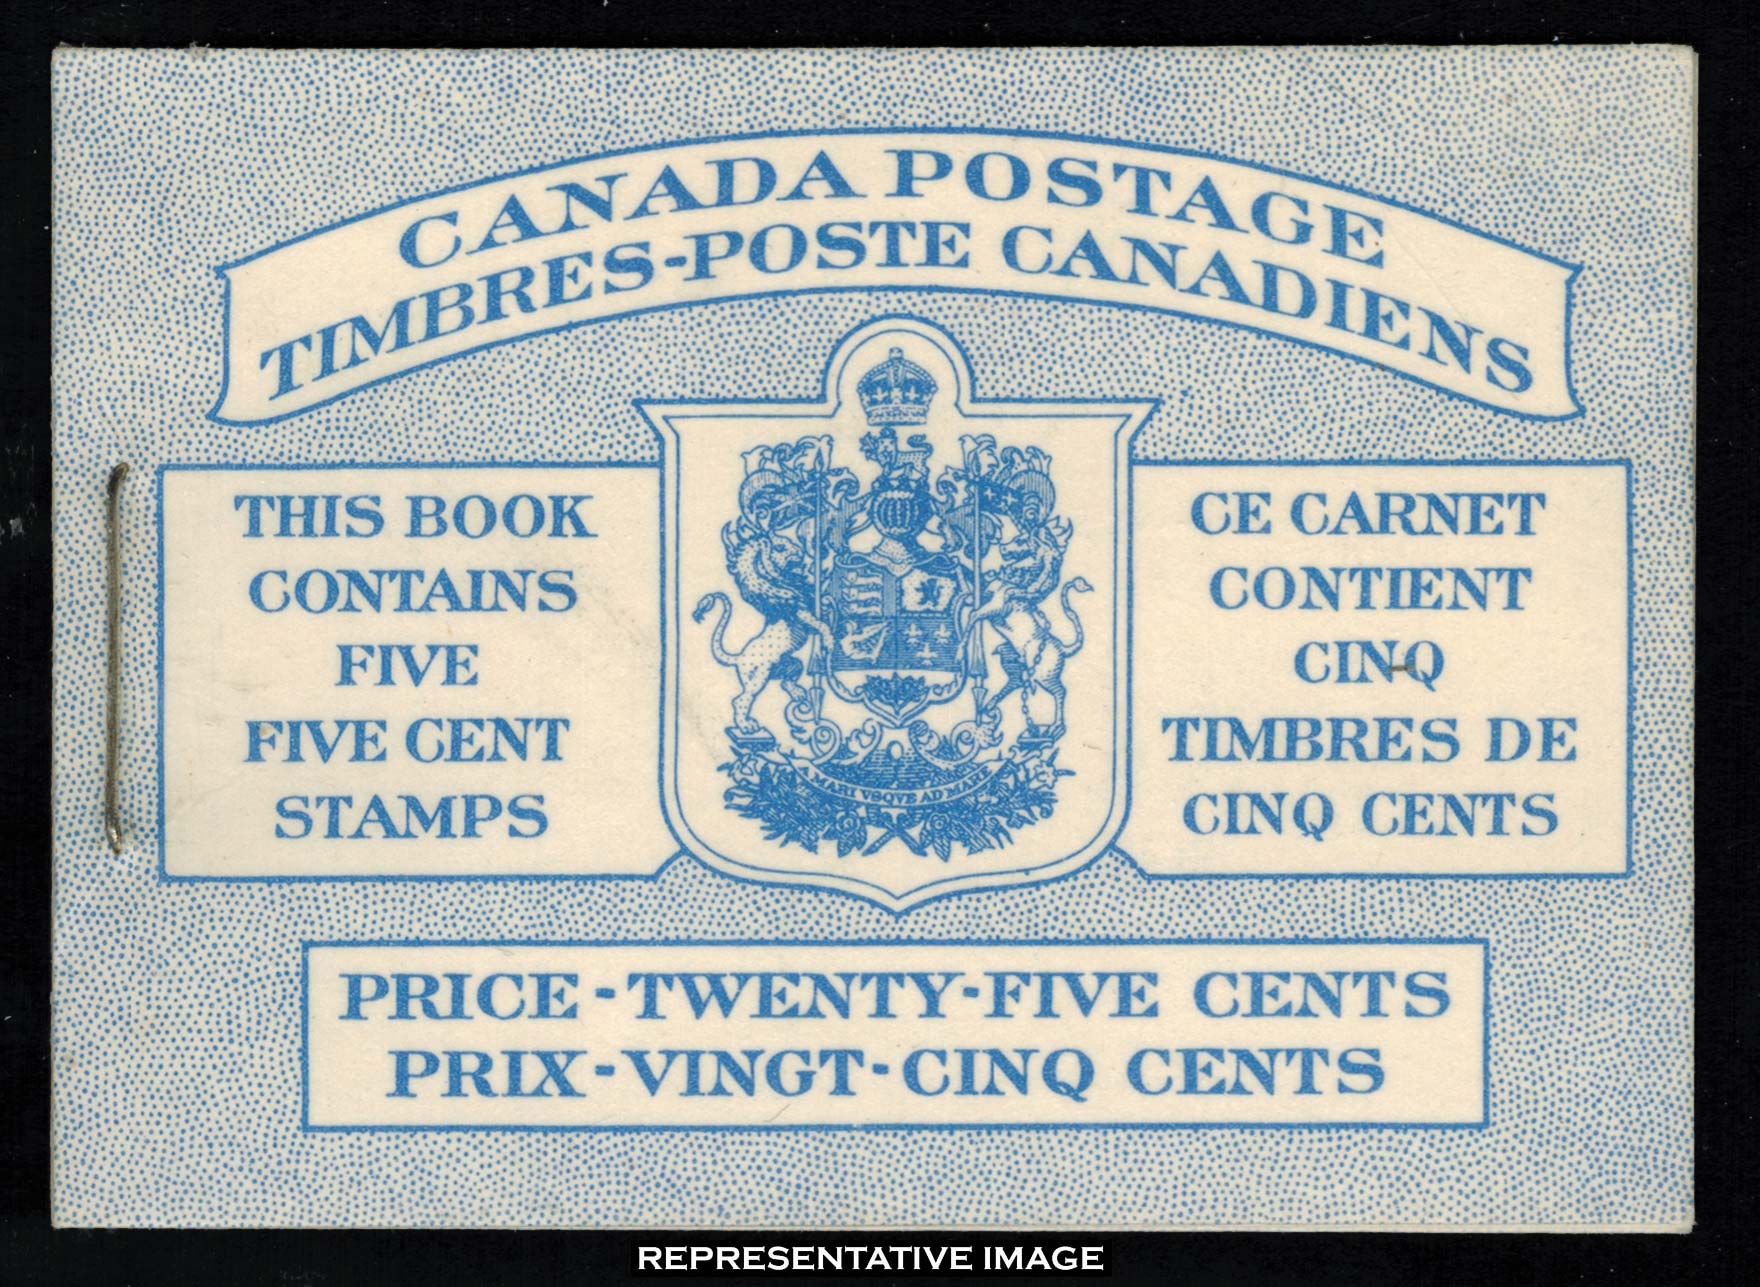 CANADA POSTAGE
TIMBRES-POSTE CANADIENS
THIS BOOK
CONTAINS
FIVE
FIVE CENT
STAMPS
A MARI VSQVE AD MARE
CE CARNET
CONTIENT
CINQ
TIMBRES DE
CINQ CENTS
PRICE - TWENTY-FIVE CENTS
PRIX - VINGT-CINQ CENTS
REPRESENTATIVE IMAGE